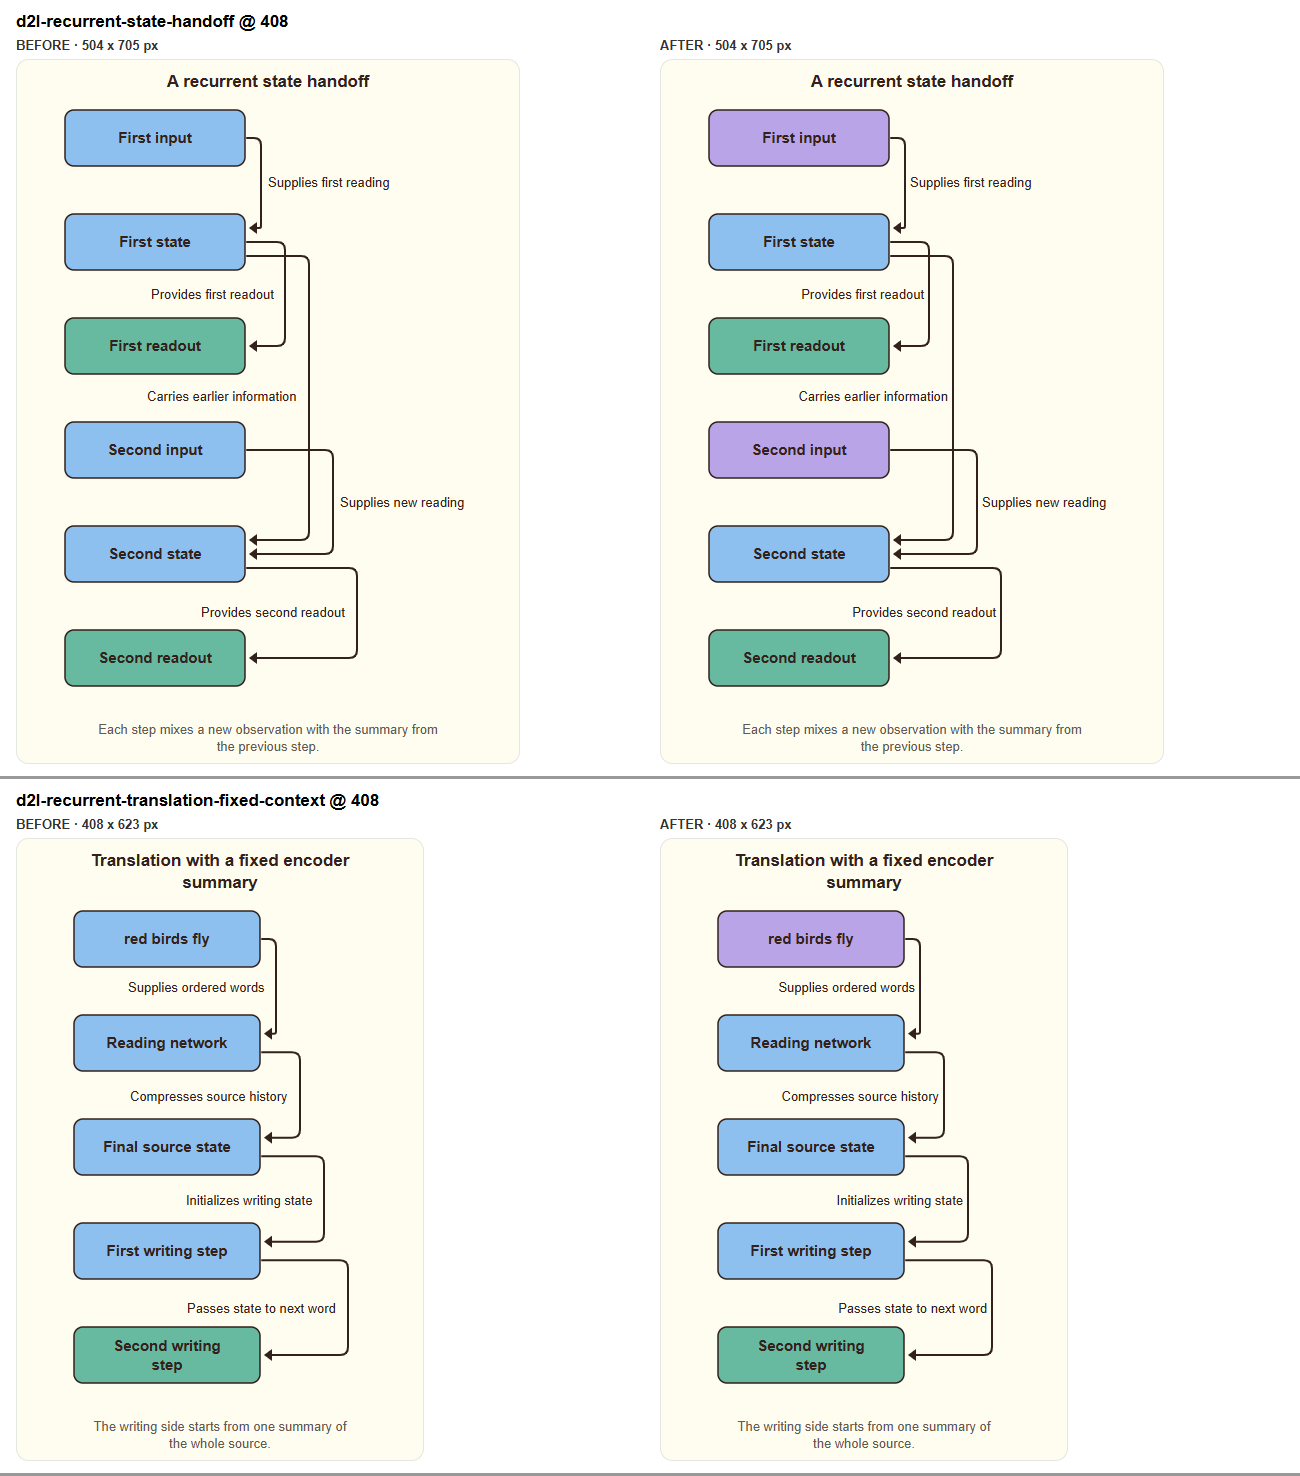 d2l-recurrent-state-handoff @ 408
BEFORE · 504 x 705 px
A recurrent state handoff
First input
Supplies first reading
First state
Provides first readout
First readout
Carries earlier information
Second input
Supplies new reading
Second state
Provides second readout
Second readout
Each step mixes a new observation with the summary from
the previous step.
AFTER · 504 x 705 px
A recurrent state handoff
First input
Supplies first reading
First state
Provides first readout
First readout
Carries earlier information
Second input
Supplies new reading
Second state
Provides second readout
Second readout
Each step mixes a new observation with the summary from
the previous step.
d2l-recurrent-translation-fixed-context @ 408
BEFORE · 408 x 623 px
Translation with a fixed encoder
summary
red birds fly
Supplies ordered words
Reading network
Compresses source history
Final source state
Initializes writing state
First writing step
Passes state to next word
Second writing
step
The writing side starts from one summary of
the whole source.
AFTER · 408 x 623 px
Translation with a fixed encoder
summary
red birds fly
Supplies ordered words
Reading network
Compresses source history
Final source state
Initializes writing state
First writing step
Passes state to next word
Second writing
step
The writing side starts from one summary of
the whole source.